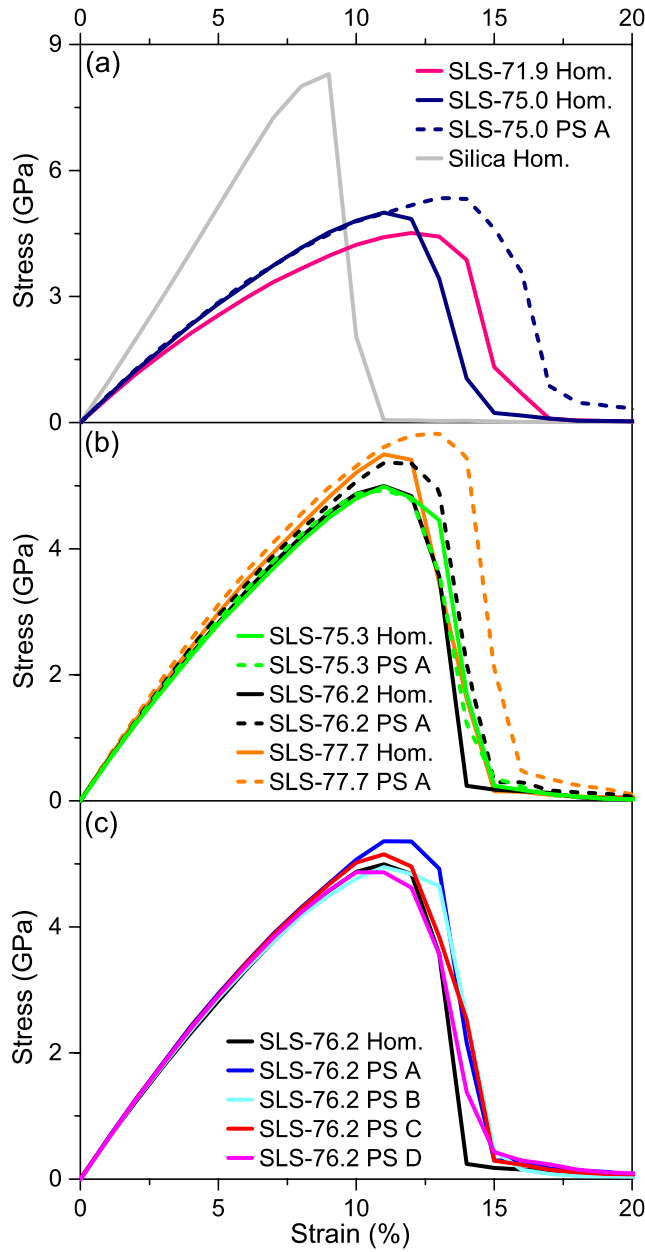 0 5 10 15 20
9
(a)
SLS-71.9 Hom.
SLS-75.0 Hom.
SLS-75.0 PS A
Silica Hom.
6
Stress (GPa)
3
0
(b)
4
Stress (GPa)
SLS-75.3 Hom.
SLS-75.3 PS A
2
SLS-76.2 Hom.
SLS-76.2 PS A
SLS-77.7 Hom.
SLS-77.7 PS A
0
(c)
4
Stress (GPa)
2
SLS-76.2 Hom.
SLS-76.2 PS A
SLS-76.2 PS B
SLS-76.2 PS C
SLS-76.2 PS D
0
0 5 10 15 20
Strain (%)